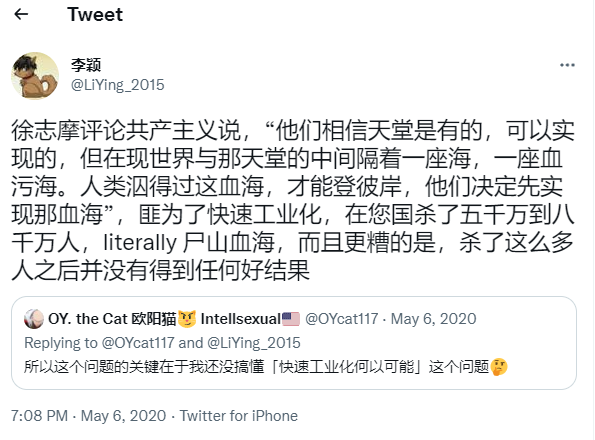 Tweet
李颖
@LiYing_2015
徐志摩评论共产主义说，“他们相信天堂是有的，可以实
现的，但在现世界与那天堂的中间隔着一座海，一座血
污海。人类泅得过这血海，才能登彼岸，他们决定先实
现那血海”，匪为了快速工业化，在您国杀了五千万到八
千万人，literally 尸山血海，而且更糟的是，杀了这么多
人之后并没有得到任何好结果
OY. the Cat 欧阳猫😼 Intellsexual🇺🇸 @OYcat117 · May 6, 2020
Replying to @OYcat117 and @LiYing_2015
所以这个问题的关键在于我还没搞懂「快速工业化何以可能」这个问题🤔
7:08 PM · May 6, 2020 · Twitter for iPhone